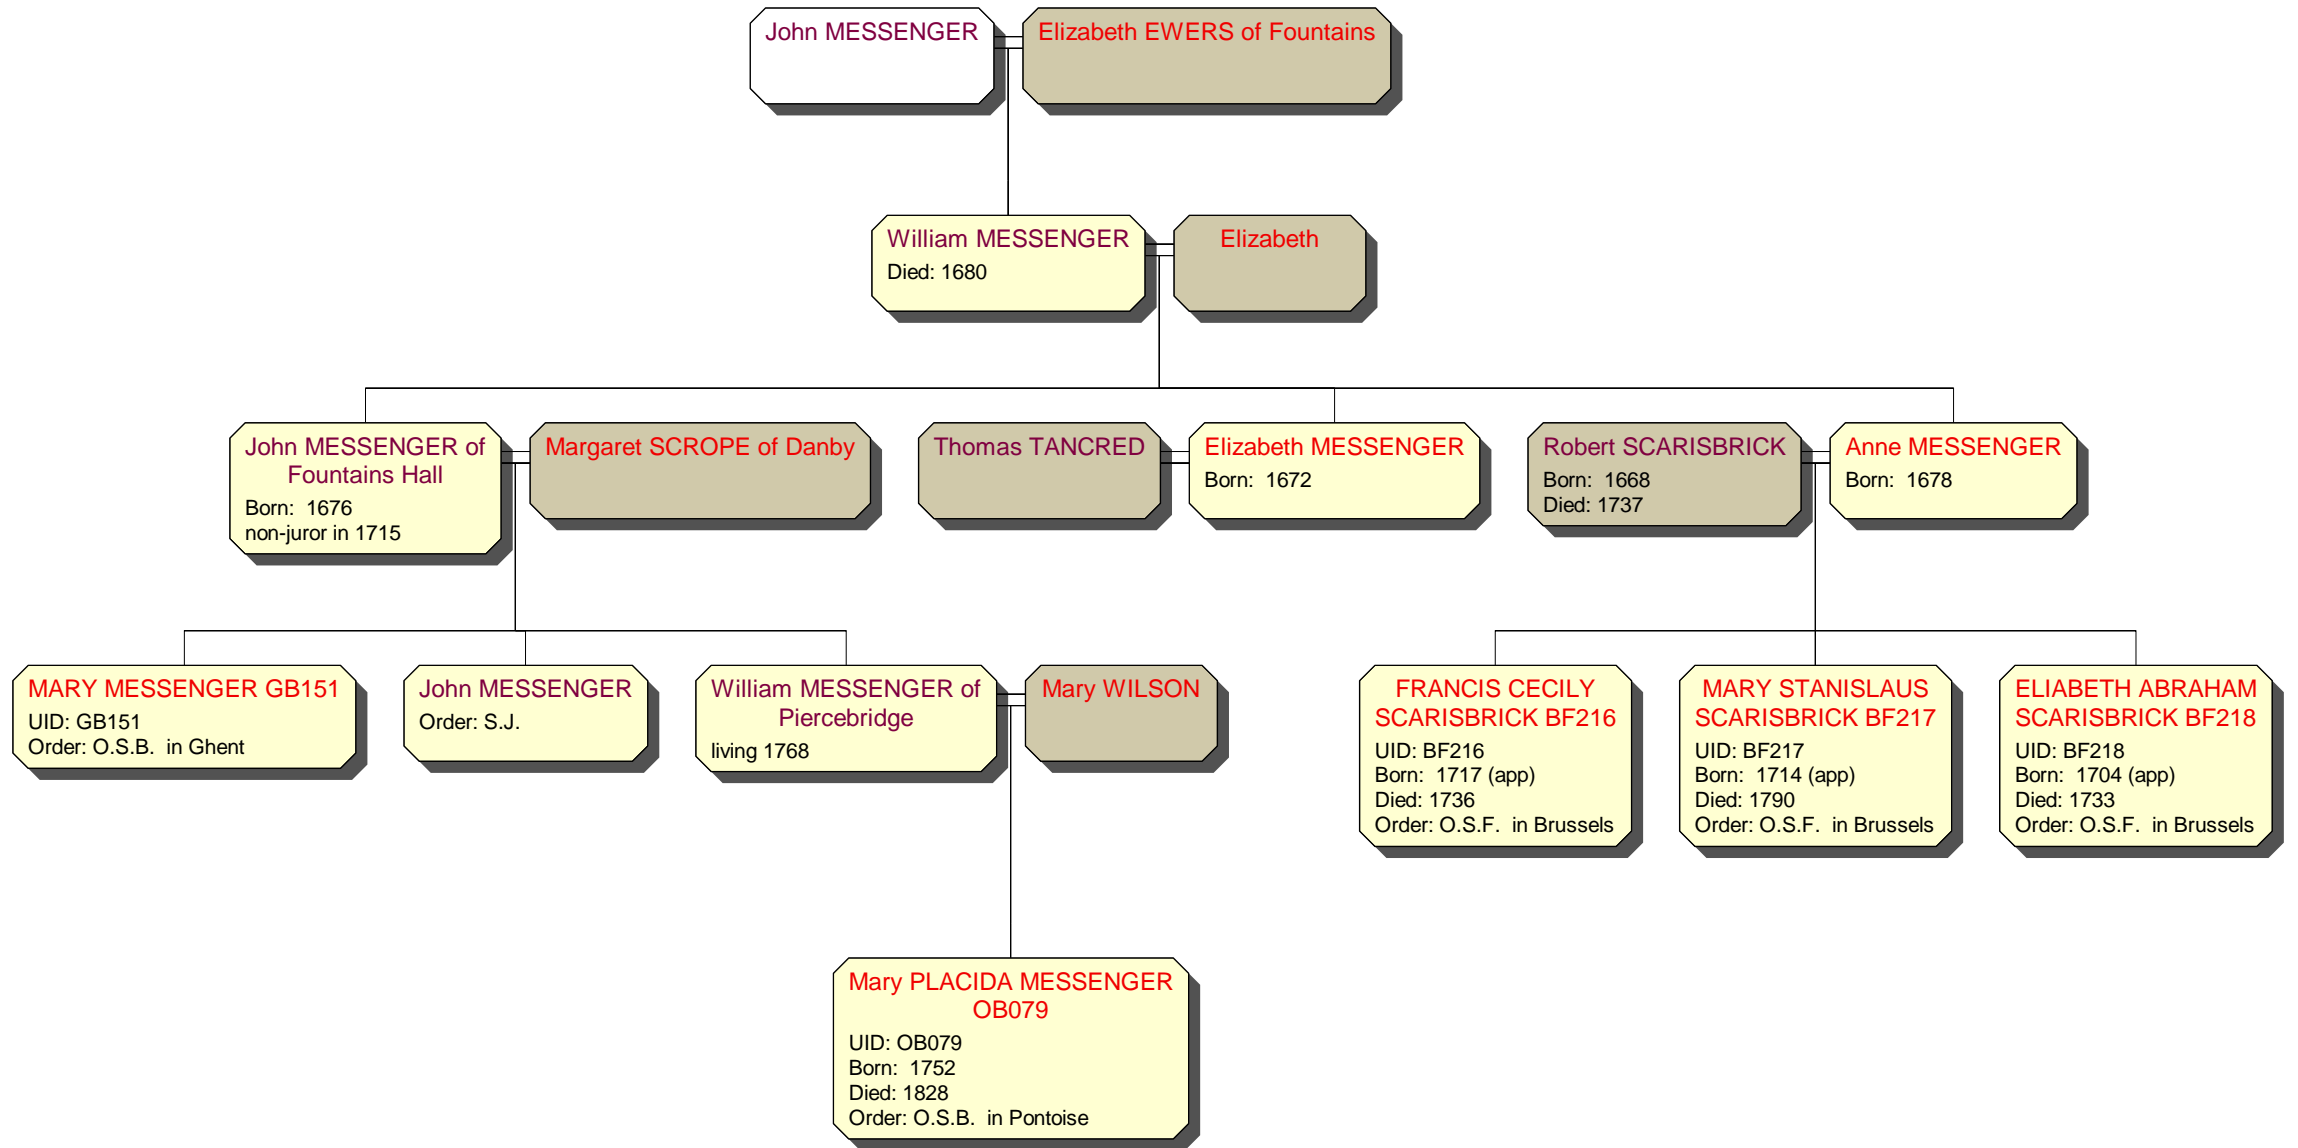 John MESSENGER
Elizabeth EWERS of Fountains
William MESSENGER
Died: 1680
Elizabeth
John MESSENGER of
Fountains Hall
Born:  1676
non-juror in 1715
Margaret SCROPE of Danby
Thomas TANCRED
Elizabeth MESSENGER
Born:  1672
Robert SCARISBRICK
Born:  1668
Died: 1737
Anne MESSENGER
Born:  1678
MARY MESSENGER GB151
UID: GB151
Order: O.S.B.  in Ghent
John MESSENGER
Order: S.J.
William MESSENGER of
Piercebridge
living 1768
Mary WILSON
FRANCIS CECILY
SCARISBRICK BF216
UID: BF216
Born:  1717 (app)
Died: 1736
Order: O.S.F.  in Brussels
MARY STANISLAUS
SCARISBRICK BF217
UID: BF217
Born:  1714 (app)
Died: 1790
Order: O.S.F.  in Brussels
ELIABETH ABRAHAM
SCARISBRICK BF218
UID: BF218
Born:  1704 (app)
Died: 1733
Order: O.S.F.  in Brussels
Mary PLACIDA MESSENGER
OB079
UID: OB079
Born:  1752
Died: 1828
Order: O.S.B.  in Pontoise